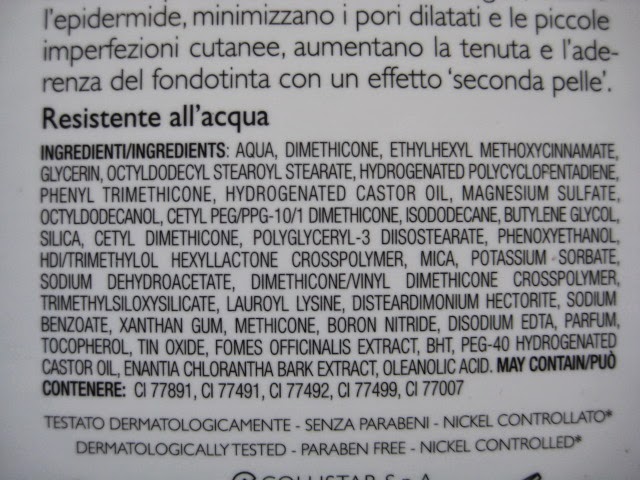 l'epidermide, minimizzano i pori dilatati e le piccole
imperfezioni cutanee, aumentano la tenuta e l'ade-
renza del fondotinta con un effetto 'seconda pelle'.
Resistente all'acqua
INGREDIENTI/INGREDIENTS: AQUA, DIMETHICONE, ETHYLHEXYL METHOXYCINNAMATE,
GLYCERIN, OCTYLDODECYL STEAROYL STEARATE, HYDROGENATED POLYCYCLOPENTADIENE,
PHENYL TRIMETHICONE, HYDROGENATED CASTOR OIL, MAGNESIUM SULFATE,
OCTYLDODECANOL, CETYL PEG/PPG-10/1 DIMETHICONE, ISODODECANE, BUTYLENE GLYCOL,
SILICA, CETYL DIMETHICONE, POLYGLYCERYL-3 DIISOSTEARATE, PHENOXYETHANOL,
HDI/TRIMETHYLOL HEXYLLACTONE CROSSPOLYMER, MICA, POTASSIUM SORBATE,
SODIUM DEHYDROACETATE, DIMETHICONE/VINYL DIMETHICONE CROSSPOLYMER,
TRIMETHYLSILOXYSILICATE, LAUROYL LYSINE, DISTEARDIMONIUM HECTORITE, SODIUM
BENZOATE, XANTHAN GUM, METHICONE, BORON NITRIDE, DISODIUM EDTA, PARFUM,
TOCOPHEROL, TIN OXIDE, FOMES OFFICINALIS EXTRACT, BHT, PEG-40 HYDROGENATED
CASTOR OIL, ENANTIA CHLORANTHA BARK EXTRACT, OLEANOLIC ACID. MAY CONTAIN/PUÒ
CONTENERE: CI 77891, CI 77491, CI 77492, CI 77499, CI 77007
TESTATO DERMATOLOGICAMENTE - SENZA PARABENI - NICKEL CONTROLLATO*
DERMATOLOGICALLY TESTED - PARABEN FREE - NICKEL CONTROLLED*
COLLISTAR S.p.A.